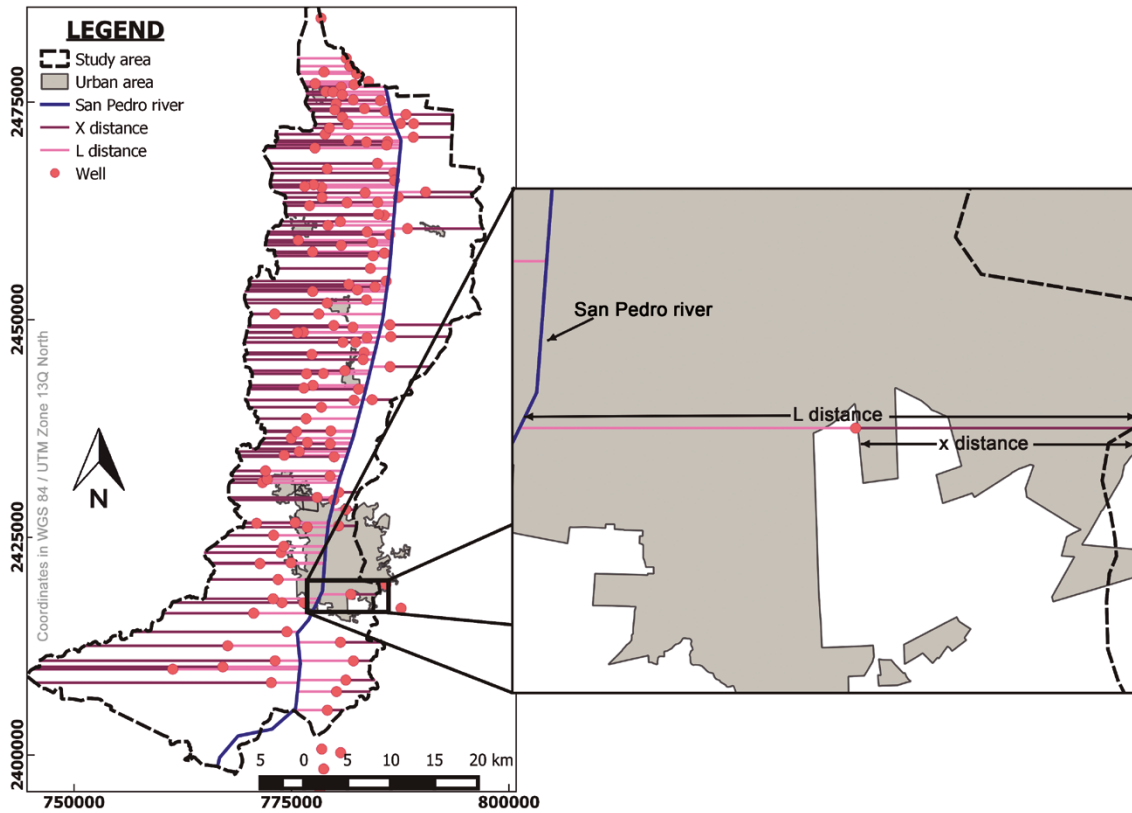 LEGEND
Study area
Urban area
San Pedro river
X distance
L distance
Well
2475000
2450000
2425000
2400000
Coordinates in WGS 84 / UTM Zone 13Q North
N
San Pedro river
L distance
x distance
5 0 5 10 15 20 km
750000 775000 800000